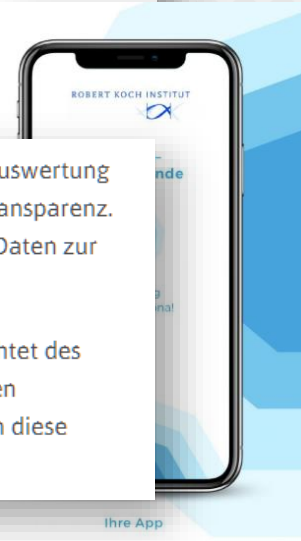 ROBERT KOCH INSTITUT
nde
uswertung
ansparenz.
Daten zur
ntet des
en
n diese
Ihre App